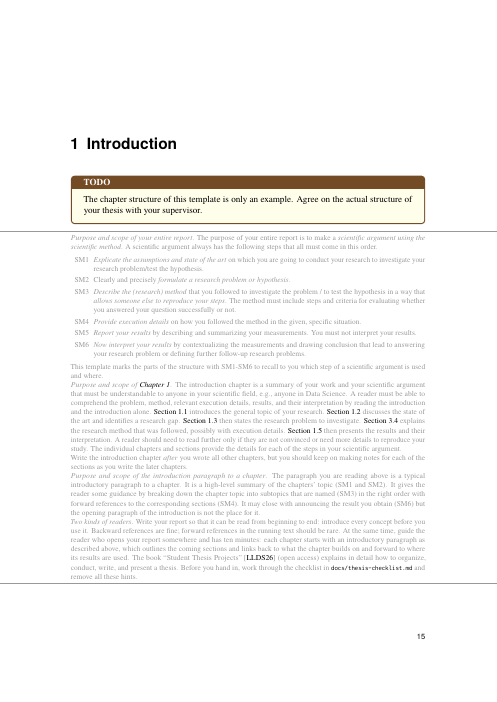 1 Introduction
TODO
The chapter structure of this template is only an example. Agree on the actual structure of
your thesis with your supervisor.
Purpose and scope of your entire report. The purpose of your entire report is to make a scientific argument using the
scientific method. A scientific argument always has the following steps that all must come in this order.
SM1 Explicate the assumptions and state of the art on which you are going to conduct your research to investigate your
research problem/test the hypothesis.
SM2 Clearly and precisely formulate a research problem or hypothesis
SM3 Describe the (research) method that you followed to investigate the problem / to test the hypothesis in a way that
allows someone else to reproduce your steps. The method must include steps and criteria for evaluating whether
you answered your question successfully or not.
SM4 Provide execution details on how you followed the method in the given, specific situation.
SM5 Report your results by describing and summarizing your measurements. You must not interpret your results.
SM6 Now interpret your results by contextualizing the measurements and drawing conclusion that lead to answering
your research problem or defining further follow-up research problems.
This template marks the parts of the structure with SM1-SM6 to recall to you which step of a scientific argument is used
and where.
Purpose and scope of Chapter 1. The introduction chapter is a summary of your work and your scientific argument
that must be understandable to anyone in your scientific field, e.g., anyone in Data Science. A reader must be able to
comprehend the problem, method, relevant execution details, results, and their interpretation by reading the introduction
and the introduction alone. Section 1.1 introduces the general topic of your research. Section 1.2 discusses the state of
the art and identifies a research gap. Section 1.3 then states the research problem to investigate. Section 3.4 explains
the research method that was followed, possibly with execution details. Section 1.5 then presents the results and their
interpretation. A reader should need to read further only if they are not convinced or need more details to reproduce your
study. The individual chapters and sections provide the details for each of the steps in your scientific argument.
Write the introduction chapter after you wrote all other chapters, but you should keep on making notes for each of the
sections as you write the later chapters.
Purpose and scope of the introduction paragraph to a chapter. The paragraph you are reading above is a typical
introductory paragraph to a chapter. It is a high-level summary of the chapters' topic (SM1 and SM2). It gives the
reader some guidance by breaking down the chapter topic into subtopics that are named (SM3) in the right order with
forward references to the corresponding sections (SM4). It may close with announcing the result you obtain (SM6) but
the opening paragraph of the introduction is not the place for it.
Two kinds of readers. Write your report so that it can be read from beginning to end: introduce every concept before you
use it. Backward references are fine; forward references in the running text should be rare. At the same time, guide the
reader who opens your report somewhere and has ten minutes: each chapter starts with an introductory paragraph as
described above, which outlines the coming sections and links back to what the chapter builds on and forward to where
its results are used. The book "Student Thesis Projects" [LLDS26] (open access) explains in detail how to organize,
conduct, write, and present a thesis. Before you hand in, work through the checklist in docs/thesis-checklist.md and
remove all these hints.
15